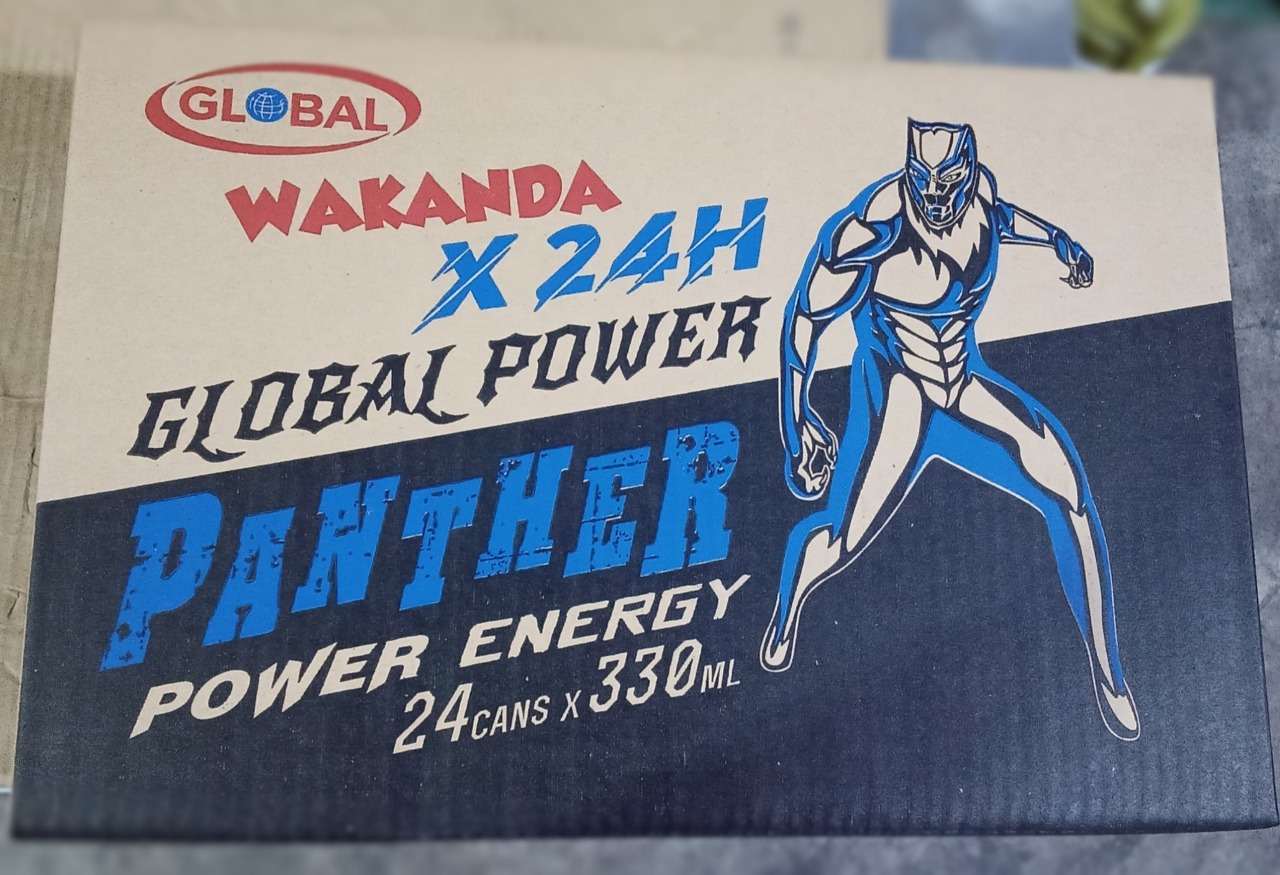 GLOBAL
WAKANDA
X 24H
GLOBAL POWER
PANTHER
POWER ENERGY
24CANS X 330ML